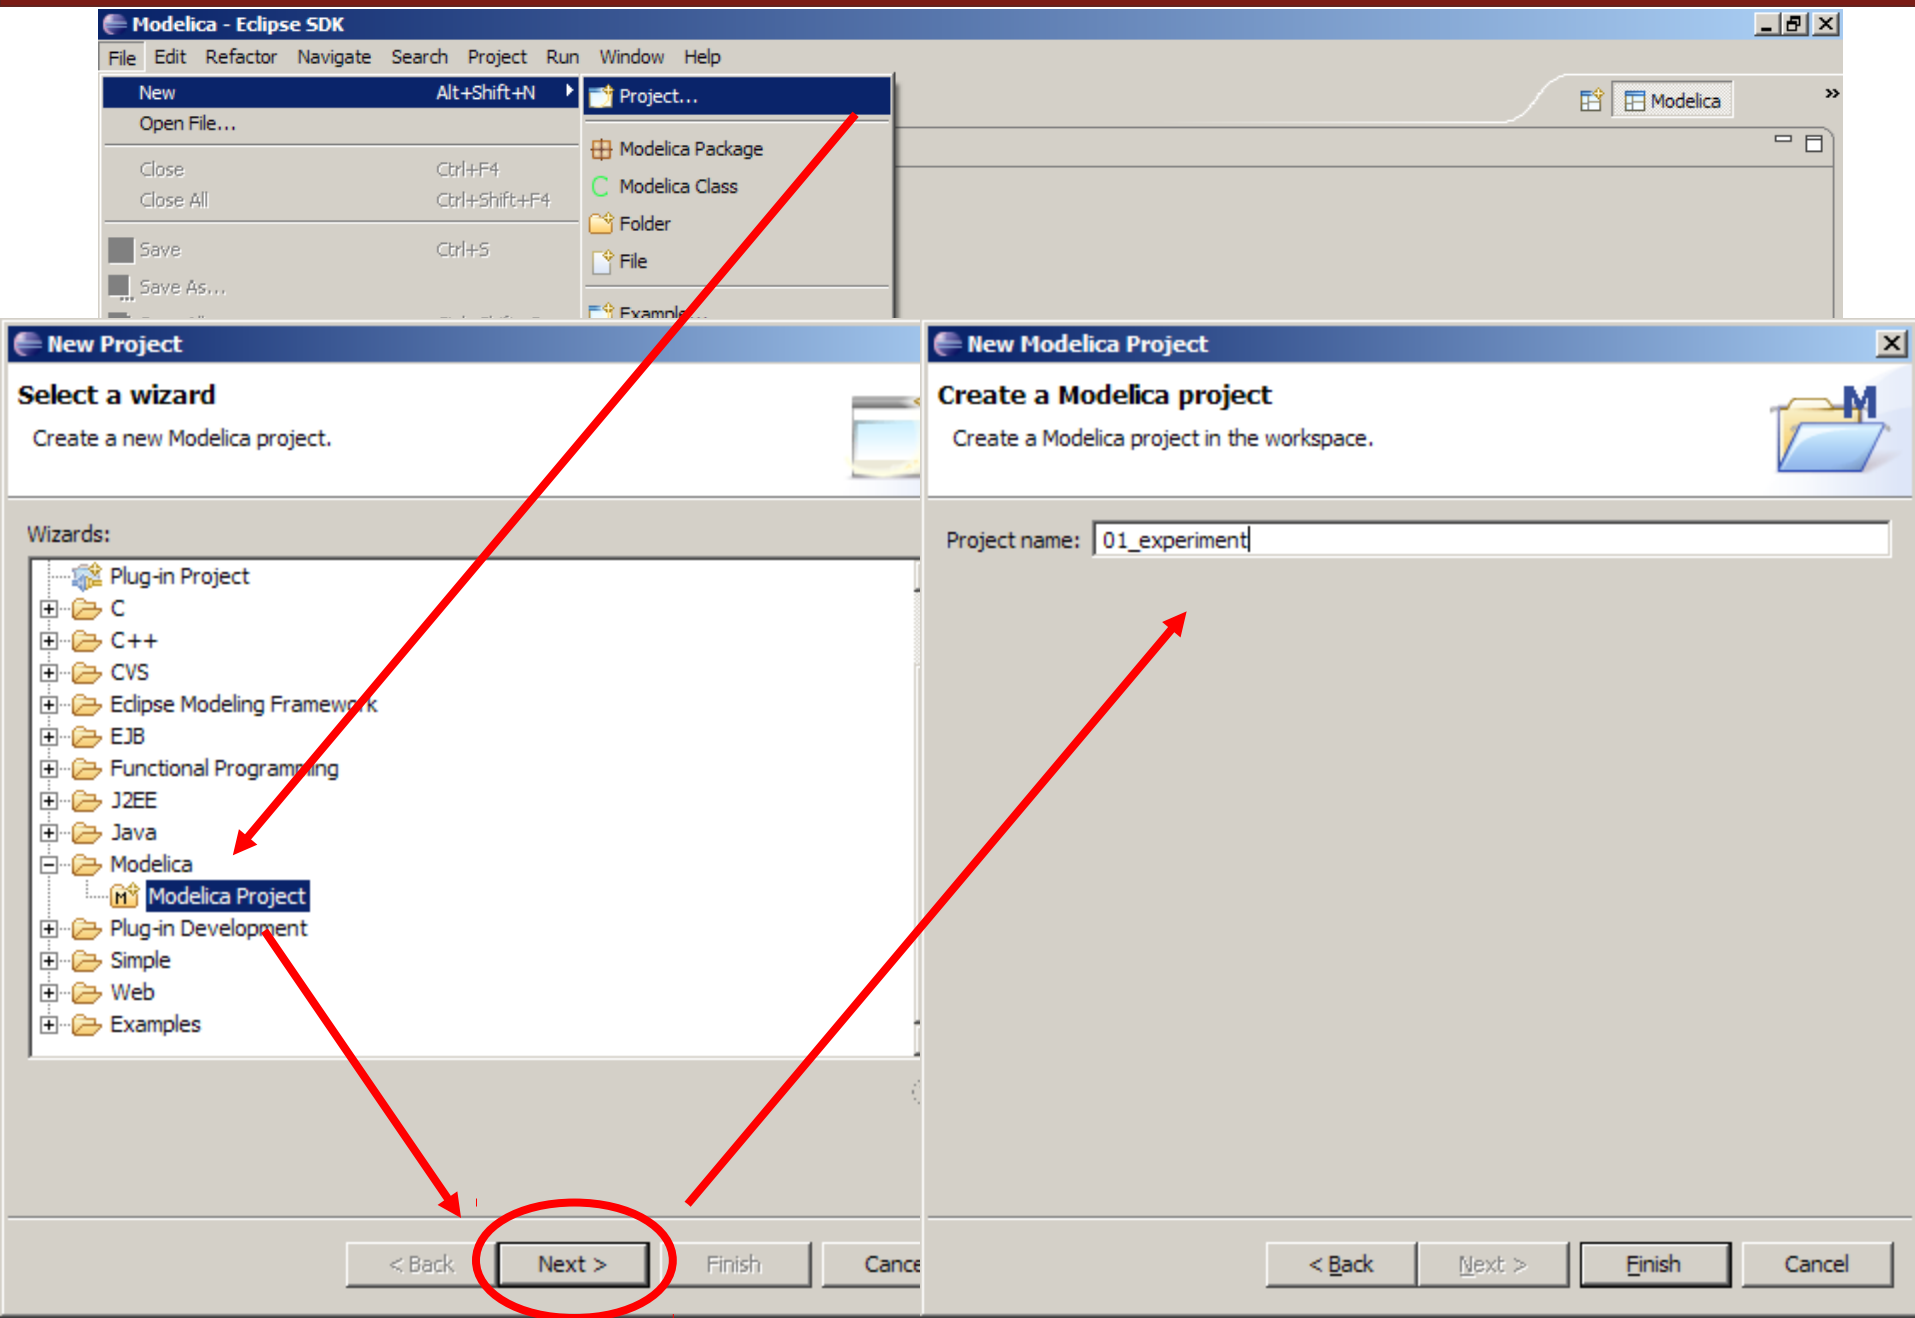 Modelica - Eclipse SDK
File Edit Refactor Navigate Search Project Run Window Help
New Alt+Shift+N
Open File...
Close Ctrl+F4
Close All Ctrl+Shift+F4
Save Ctrl+S
Save As...
Project...
Modelica Package
Modelica Class
Folder
File
Example...
Modelica
»
New Project
Select a wizard
Create a new Modelica project.
Wizards:
Plug-in Project
C
C++
CVS
Eclipse Modeling Framework
EJB
Functional Programming
J2EE
Java
Modelica
Modelica Project
Plug-in Development
Simple
Web
Examples
< Back Next > Finish Cance
New Modelica Project
Create a Modelica project
Create a Modelica project in the workspace.
M
Project name: 01_experiment
< Back Next > Finish Cancel